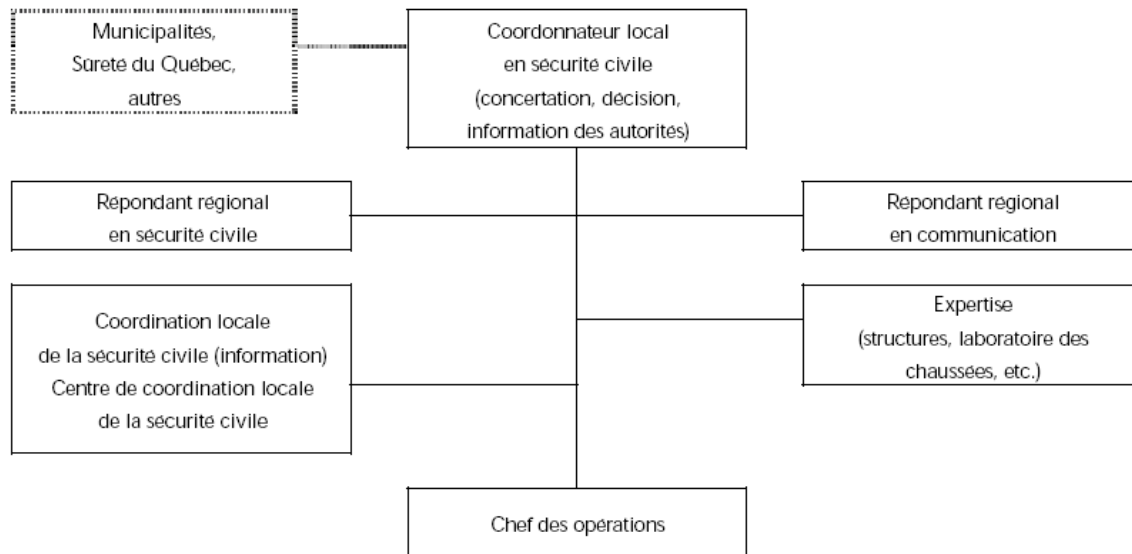 Municipalités,
Sûreté du Québec,
autres
Coordonnateur local
en sécurité civile
(concertation, décision,
information des autorités)
Répondant régional
en sécurité civile
Répondant régional
en communication
Coordination locale
de la sécurité civile (information)
Centre de coordination locale
de la sécurité civile
Expertise
(structures, laboratoire des
chaussées, etc.)
Chef des opérations